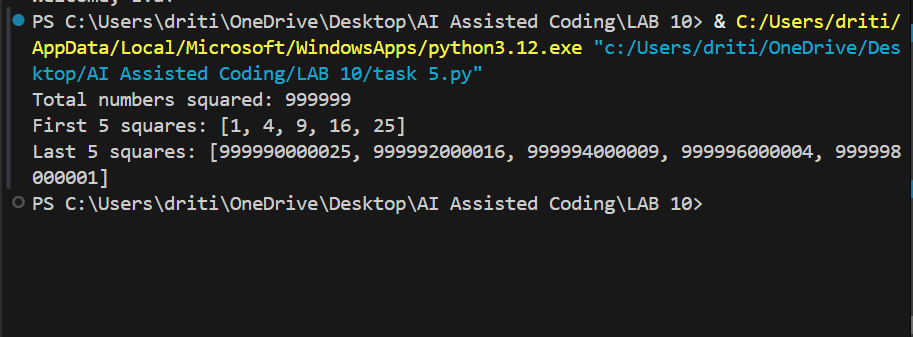 PS C:\Users\driti\OneDrive\Desktop\AI Assisted Coding\LAB 10> & C:/Users/driti/
AppData/Local/Microsoft/WindowsApps/python3.12.exe "c:/Users/driti/OneDrive/Des
ktop/AI Assisted Coding/LAB 10/task 5.py"
Total numbers squared: 999999
First 5 squares: [1, 4, 9, 16, 25]
Last 5 squares: [999990000025, 999992000016, 999994000009, 999996000004, 999998
000001]
PS C:\Users\driti\OneDrive\Desktop\AI Assisted Coding\LAB 10>